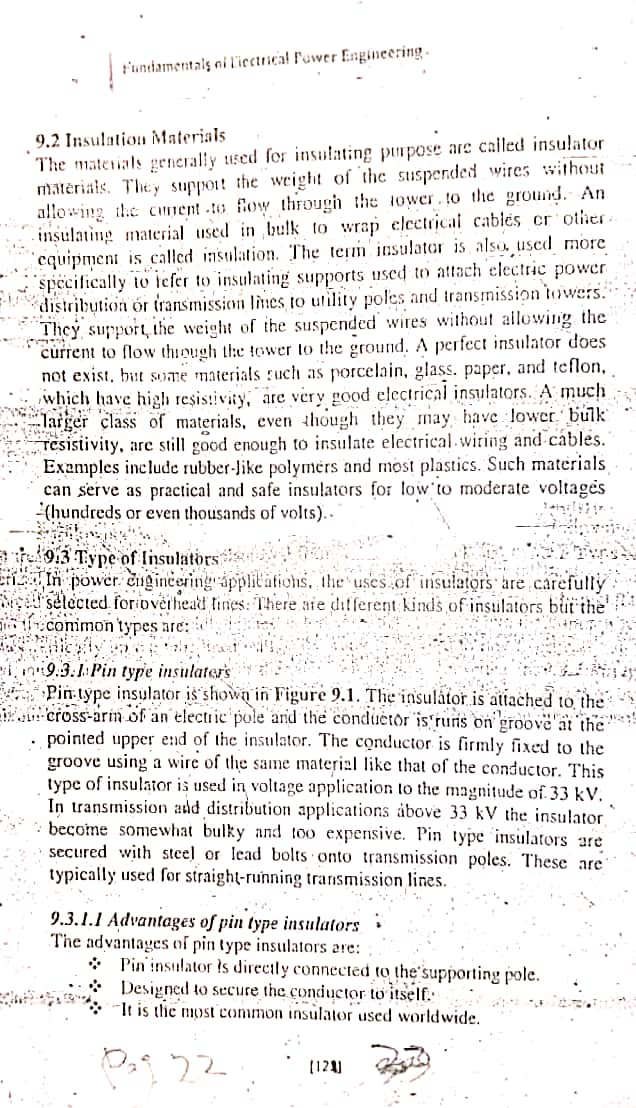 Fundamentals of Electrical Power Engineering
9.2 Insulation Materials
The materials generally used for insulating purpose are called insulator
materials. They support the weight of the suspended wires without
allowing the current to flow through the tower to the ground. An
insulating material used in bulk to wrap electrical cables or other
equipment is called insulation. The term insulator is also used more
specifically to refer to insulating supports used to attach electric power
distribution or transmission lines to utility poles and transmission towers.
They support the weight of the suspended wires without allowing the
current to flow through the tower to the ground. A perfect insulator does
not exist, but some materials such as porcelain, glass, paper, and teflon,
which have high resistivity, are very good electrical insulators. A much
larger class of materials, even though they may have lower bulk
resistivity, are still good enough to insulate electrical wiring and cables.
Examples include rubber-like polymers and most plastics. Such materials
can serve as practical and safe insulators for low to moderate voltages
(hundreds or even thousands of volts).
9.3 Type of Insulators
In power engineering applications, the uses of insulators are carefully
selected for overhead lines. There are different kinds of insulators but the
common types are:
9.3.1 Pin type insulators
Pin type insulator is shown in Figure 9.1. The insulator is attached to the
cross-arm of an electric pole and the conductor is runs on groove at the
pointed upper end of the insulator. The conductor is firmly fixed to the
groove using a wire of the same material like that of the conductor. This
type of insulator is used in voltage application to the magnitude of 33 kV.
In transmission and distribution applications above 33 kV the insulator
become somewhat bulky and too expensive. Pin type insulators are
secured with steel or lead bolts onto transmission poles. These are
typically used for straight-running transmission lines.
9.3.1.1 Advantages of pin type insulators
The advantages of pin type insulators are:
❖ Pin insulator is directly connected to the supporting pole.
❖ Designed to secure the conductor to itself.
❖ It is the most common insulator used worldwide.
Pag 22